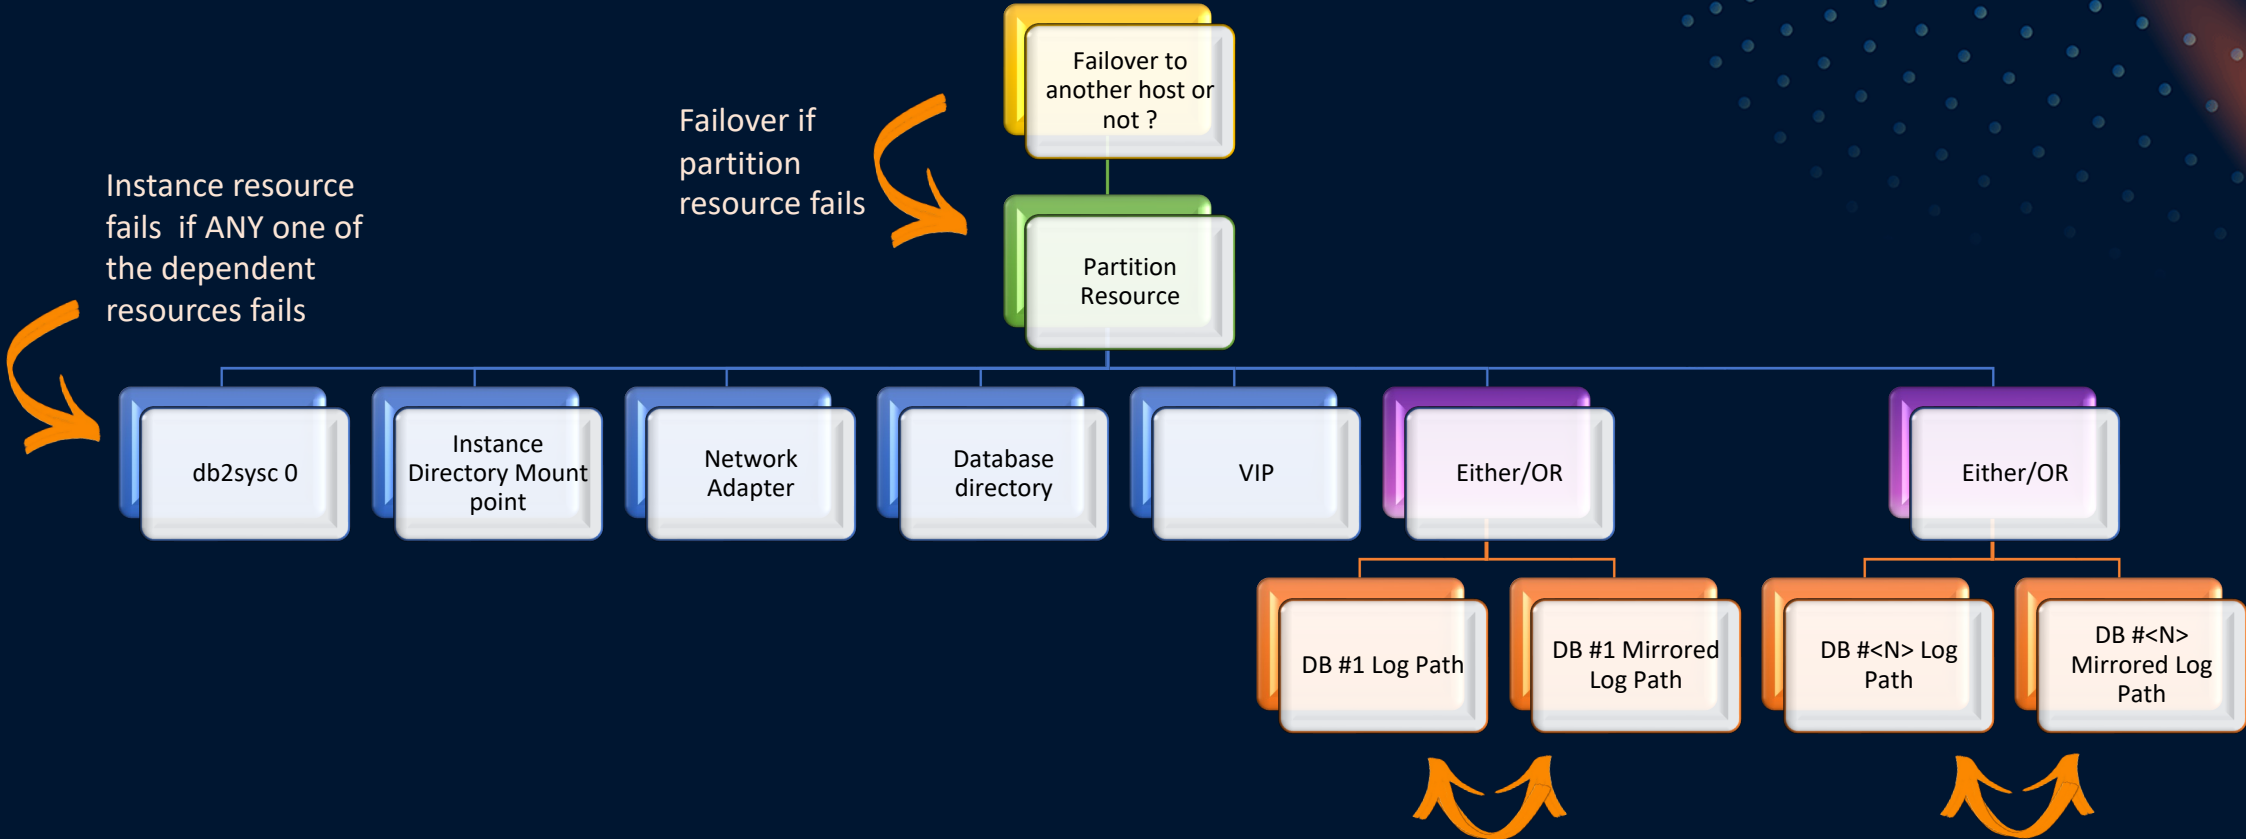 Failover to
another host or
not ?
Failover if
partition
resource fails
Instance resource
fails  if ANY one of
the dependent
resources fails
Partition
Resource
db2sysc 0
Instance
Directory Mount
point
Network
Adapter
Database
directory
VIP
Either/OR
Either/OR
DB #1 Log Path
DB #1 Mirrored
Log Path
DB #<N> Log
Path
DB #<N>
Mirrored Log
Path